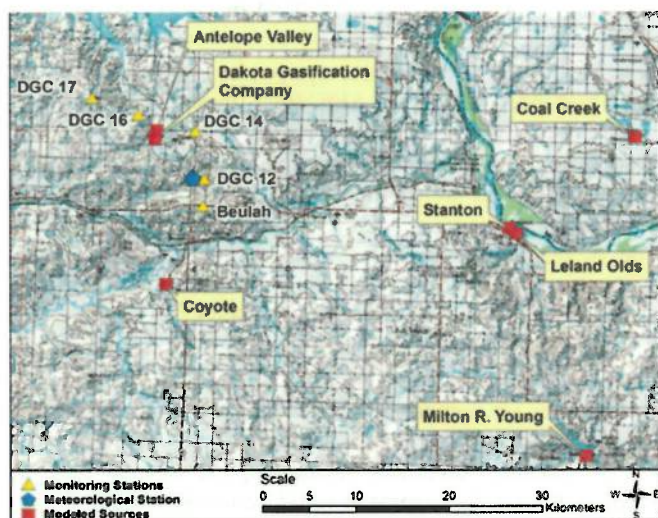 Antelope Valley
Dakota Gasification
Company
DGC 17
DGC 16
DGC 14
Coal Creek
DGC 12
Beulah
Stanton
Leland Olds
Coyote
Milton R. Young
Monitoring Stations
Meteorological Station
Modeled Sources
Scale
0 5 10 20 30
Kilometers
N
W E
S